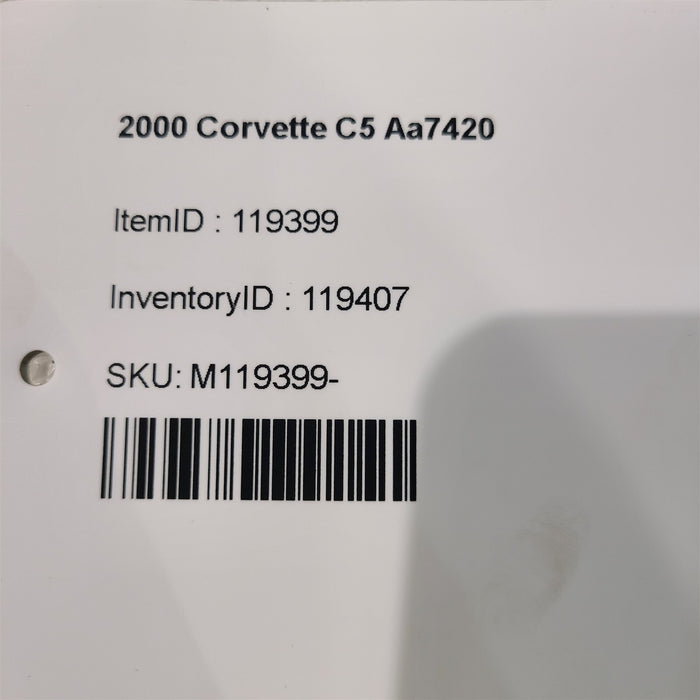 2000 Corvette C5 Aa7420
ItemID : 119399
InventoryID : 119407
SKU: M119399-